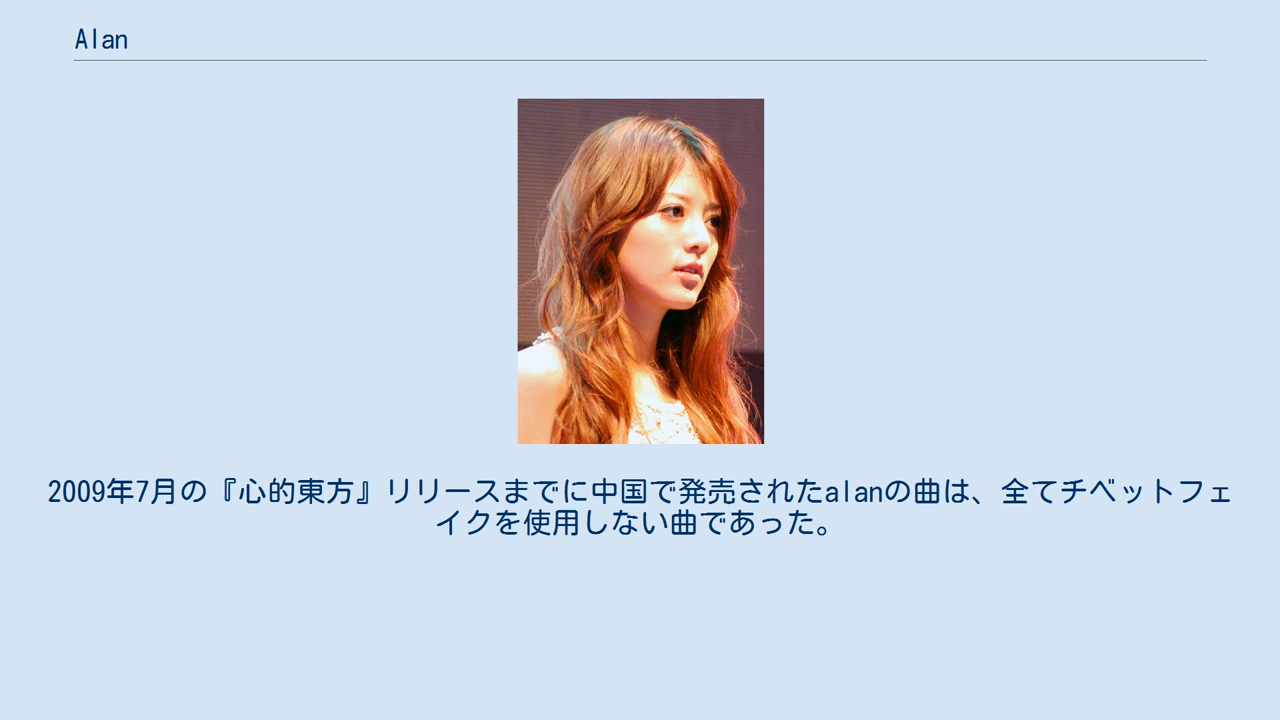 Alan
2009年7月の『心的東方』リリースまでに中国で発売されたalanの曲は、全てチベットフェ
イクを使用しない曲であった。